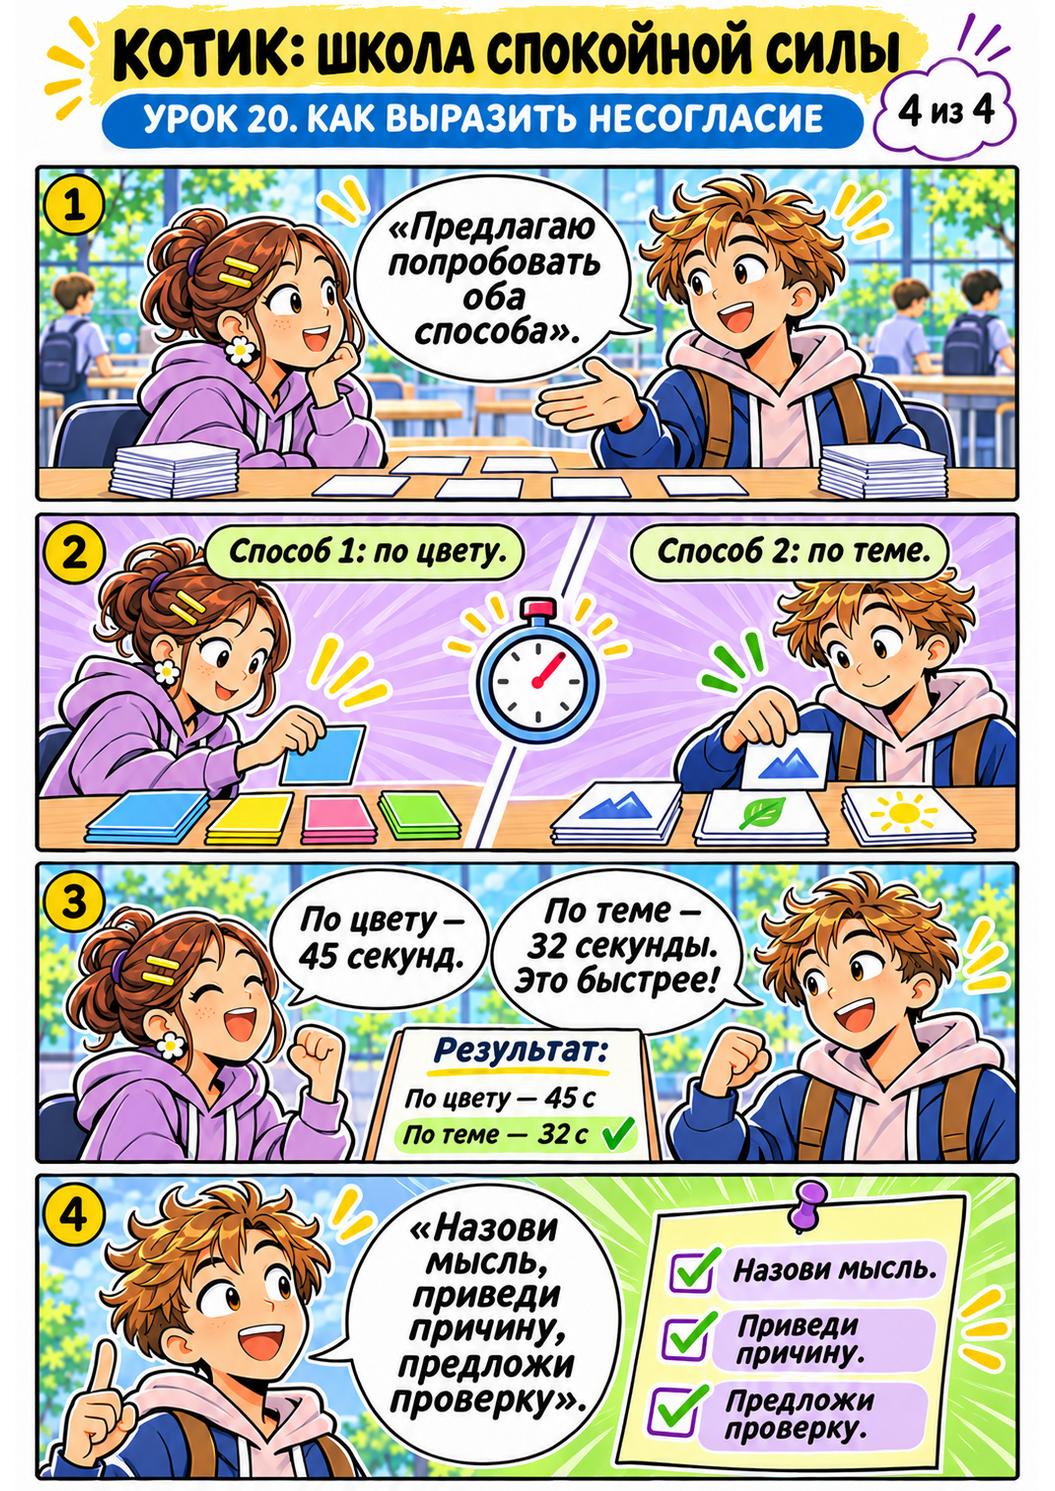 КОТИК: ШКОЛА СПОКОЙНОЙ СИЛЫ
УРОК 20. КАК ВЫРАЗИТЬ НЕСОГЛАСИЕ
4 из 4
1
«Предлагаю
попробовать
оба
способа».
2
Способ 1: по цвету.
Способ 2: по теме.
3
По цвету –
45 секунд.
По теме –
32 секунды.
Это быстрее!
Результат:
По цвету – 45 с
По теме – 32 с
4
«Назови
мысль,
приведи
причину,
предложи
проверку».
Назови мысль.
Приведи
причину.
Предложи
проверку.